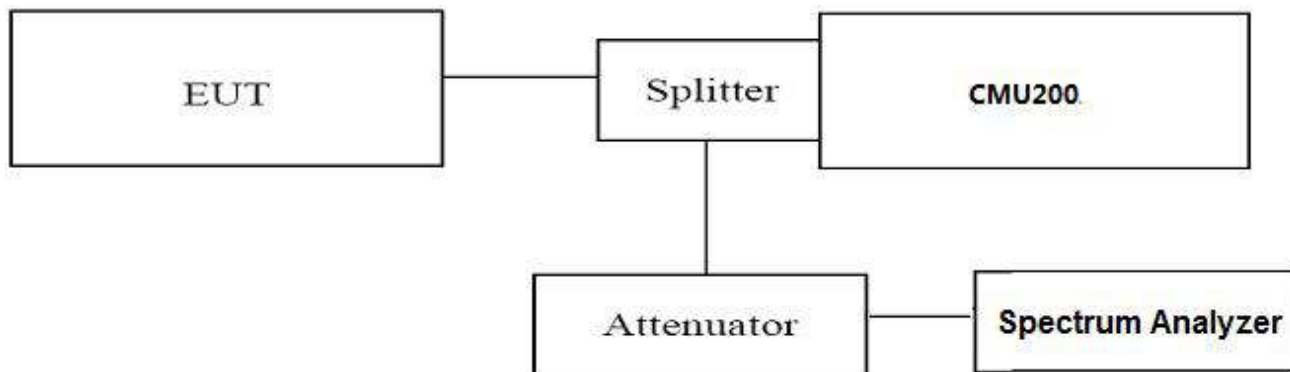 EUT
Splitter
CMU200
Attenuator
Spectrum Analyzer